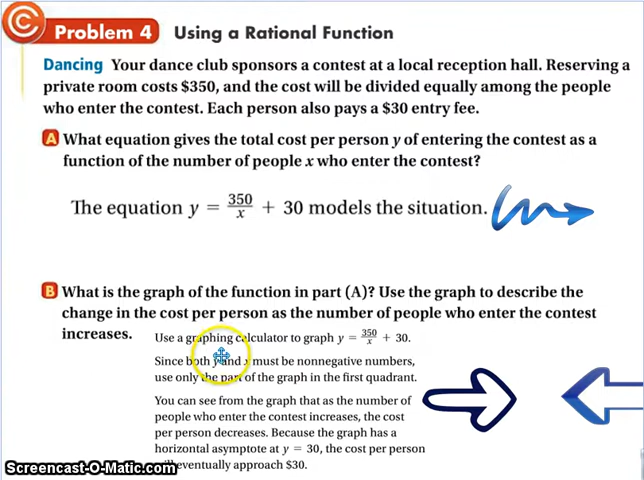 C Problem 4 Using a Rational Function
Dancing Your dance club sponsors a contest at a local reception hall. Reserving a
private room costs $350, and the cost will be divided equally among the people
who enter the contest. Each person also pays a $30 entry fee.
A What equation gives the total cost per person y of entering the contest as a
function of the number of people x who enter the contest?
The equation y = 350/x + 30 models the situation.
B What is the graph of the function in part (A)? Use the graph to describe the
change in the cost per person as the number of people who enter the contest
increases.
Use a graphing calculator to graph y = 350/x + 30.
Since both y and x must be nonnegative numbers,
use only the part of the graph in the first quadrant.
You can see from the graph that as the number of
people who enter the contest increases, the cost
per person decreases. Because the graph has a
horizontal asymptote at y = 30, the cost per person
will eventually approach $30.
Screencast-O-Matic.com